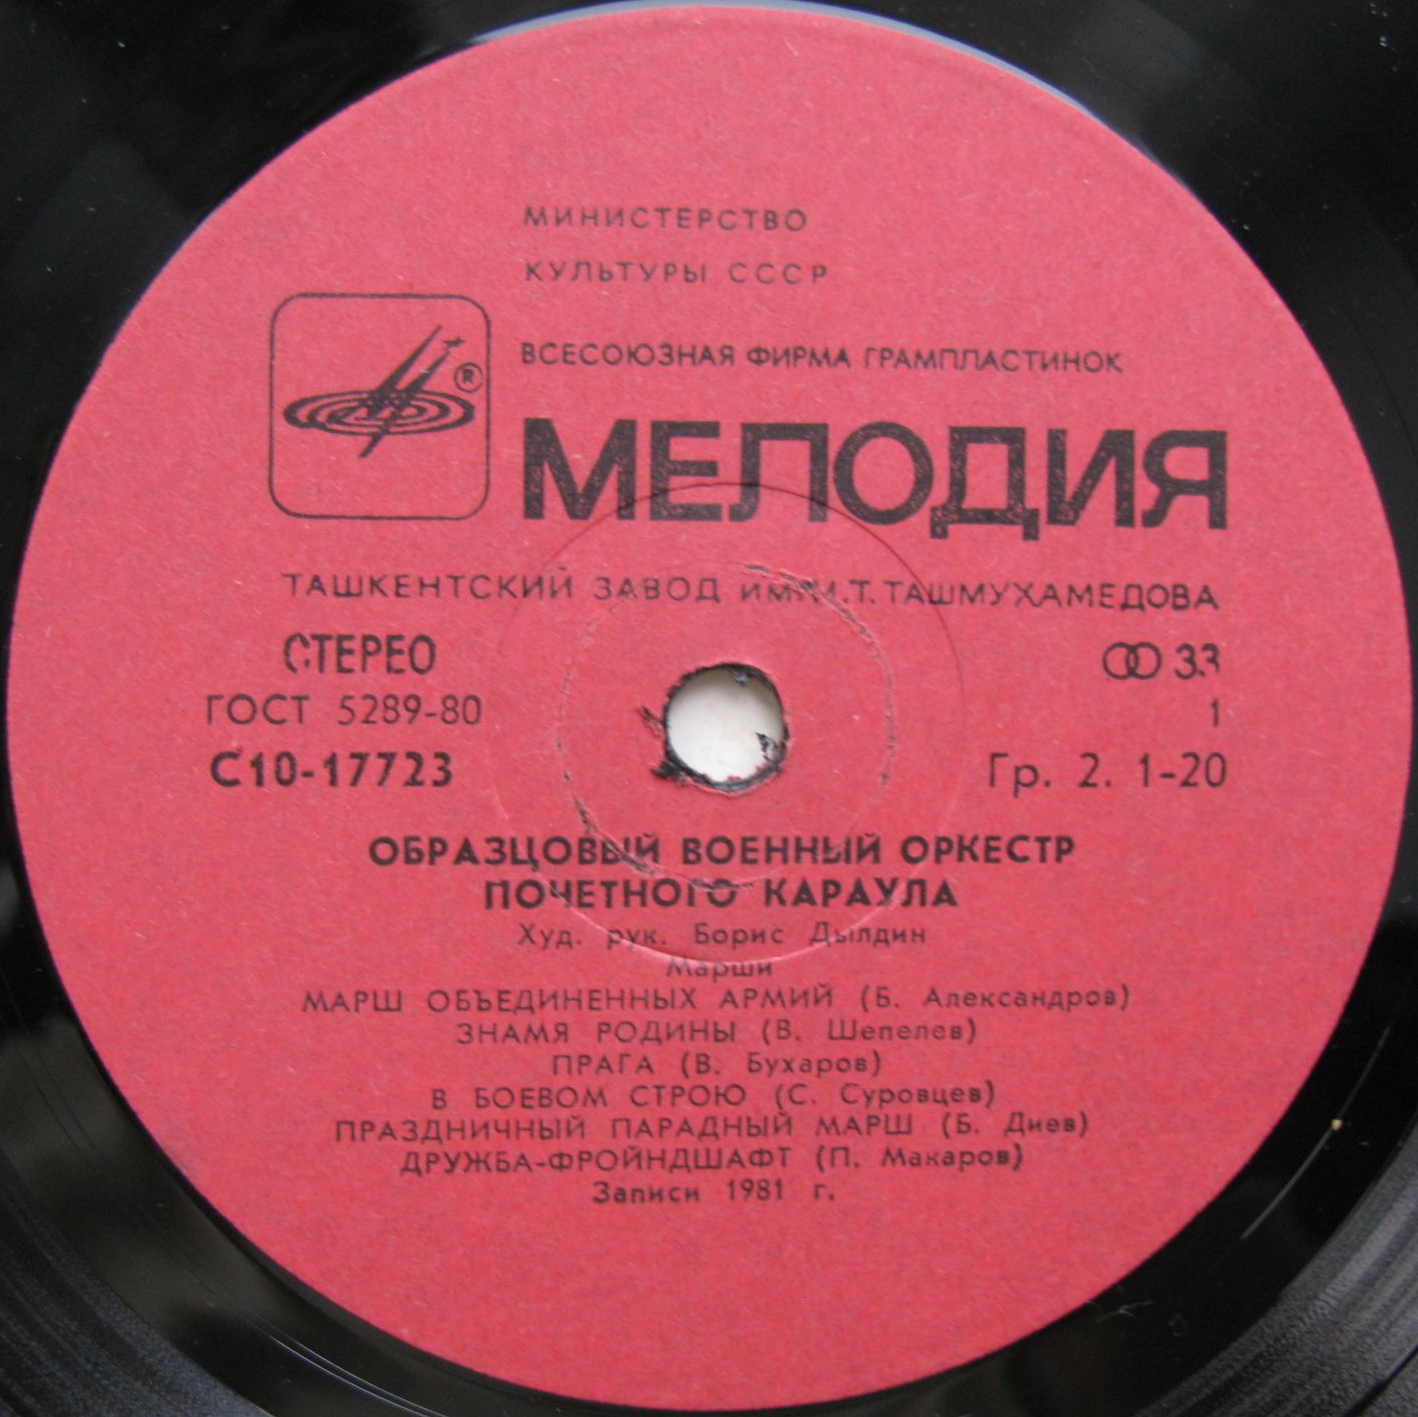 МИНИСТЕРСТВО
КУЛЬТУРЫ СССР
ВСЕСОЮЗНАЯ ФИРМА ГРАМПЛАСТИНОК
®
МЕЛОДИЯ
ТАШКЕНТСКИЙ ЗАВОД ИМ. М.Т. ТАШМУХАМЕДОВА
СТЕРЕО 33
ГОСТ 5289-80 1
С10-17723 Гр. 2. 1-20
ОБРАЗЦОВЫЙ ВОЕННЫЙ ОРКЕСТР
ПОЧЕТНОГО КАРАУЛА
Худ. рук. Борис Дылдин
Марши
МАРШ ОБЪЕДИНЕННЫХ АРМИЙ (Б. Александров)
ЗНАМЯ РОДИНЫ (В. Шепелев)
ПРАГА (В. Бухаров)
В БОЕВОМ СТРОЮ (С. Суровцев)
ПРАЗДНИЧНЫЙ ПАРАДНЫЙ МАРШ (Б. Диев)
ДРУЖБА-ФРОЙНДШАФТ (П. Макаров)
Записи 1981 г.